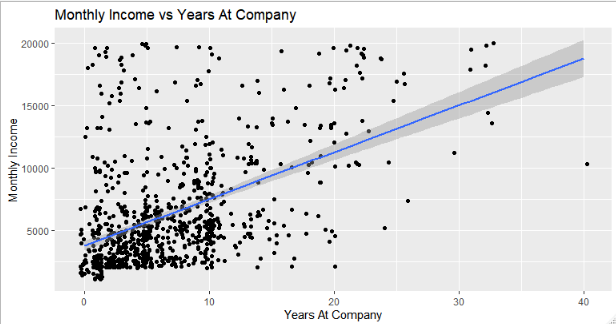 Monthly Income vs Years At Company
20000
15000
10000
5000
Monthly Income
0 10 20 30 40
Years At Company